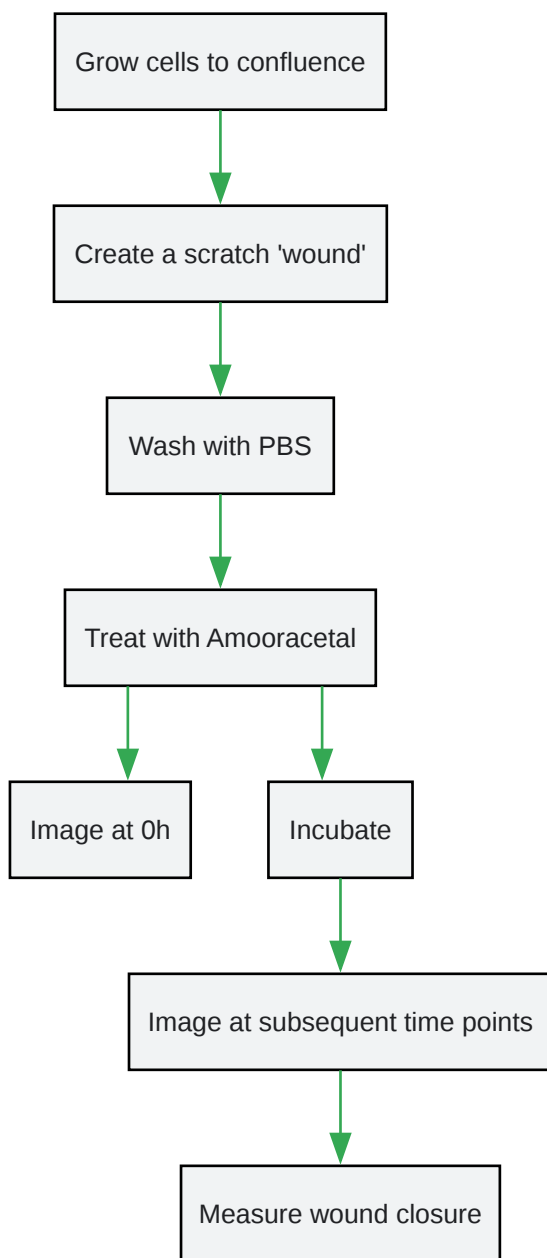 Grow cells to confluence
Create a scratch 'wound'
Wash with PBS
Treat with Amooracetal
Image at 0h
Incubate
Image at subsequent time points
Measure wound closure